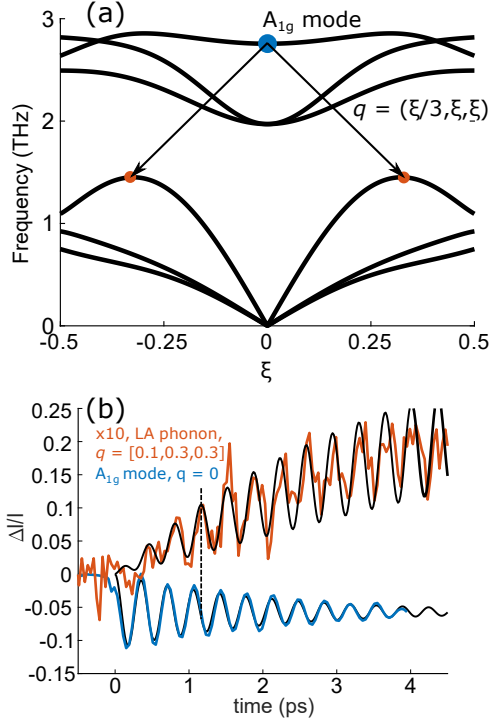 (a)
A1g mode
q = (ξ/3,ξ,ξ)
Frequency (THz)
3
2
1
0
-0.5
-0.25
0
0.25
0.5
ξ
(b)
x10, LA phonon,
q = [0.1,0.3,0.3]
A1g mode, q = 0
ΔI/I
0.25
0.2
0.15
0.1
0.05
0
-0.05
-0.1
-0.15
0
1
2
3
4
time (ps)